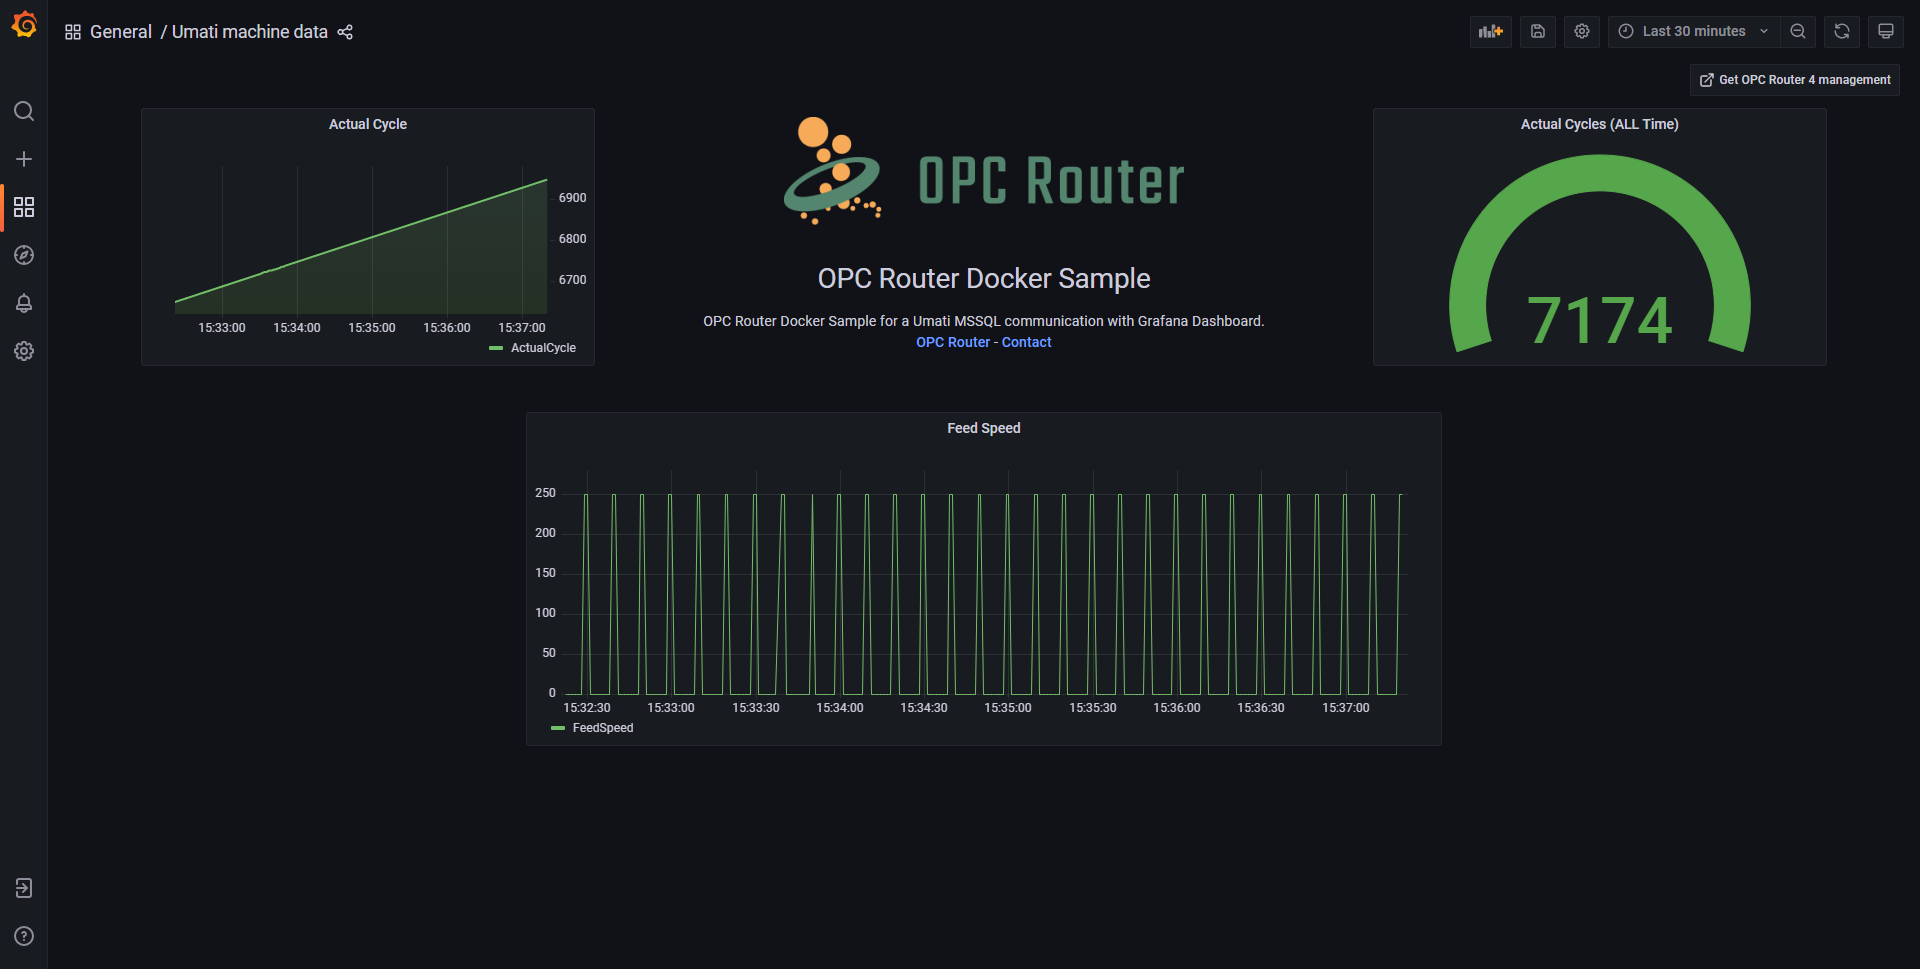 General / Umati machine data
Last 30 minutes
Get OPC Router 4 management
Actual Cycle
6900
6800
6700
15:33:00 15:34:00 15:35:00 15:36:00 15:37:00
ActualCycle
OPC Router
OPC Router Docker Sample
OPC Router Docker Sample for a Umati MSSQL communication with Grafana Dashboard.
OPC Router - Contact
Actual Cycles (ALL Time)
7174
Feed Speed
250
200
150
100
50
0
15:32:30 15:33:00 15:33:30 15:34:00 15:34:30 15:35:00 15:35:30 15:36:00 15:36:30 15:37:00
FeedSpeed